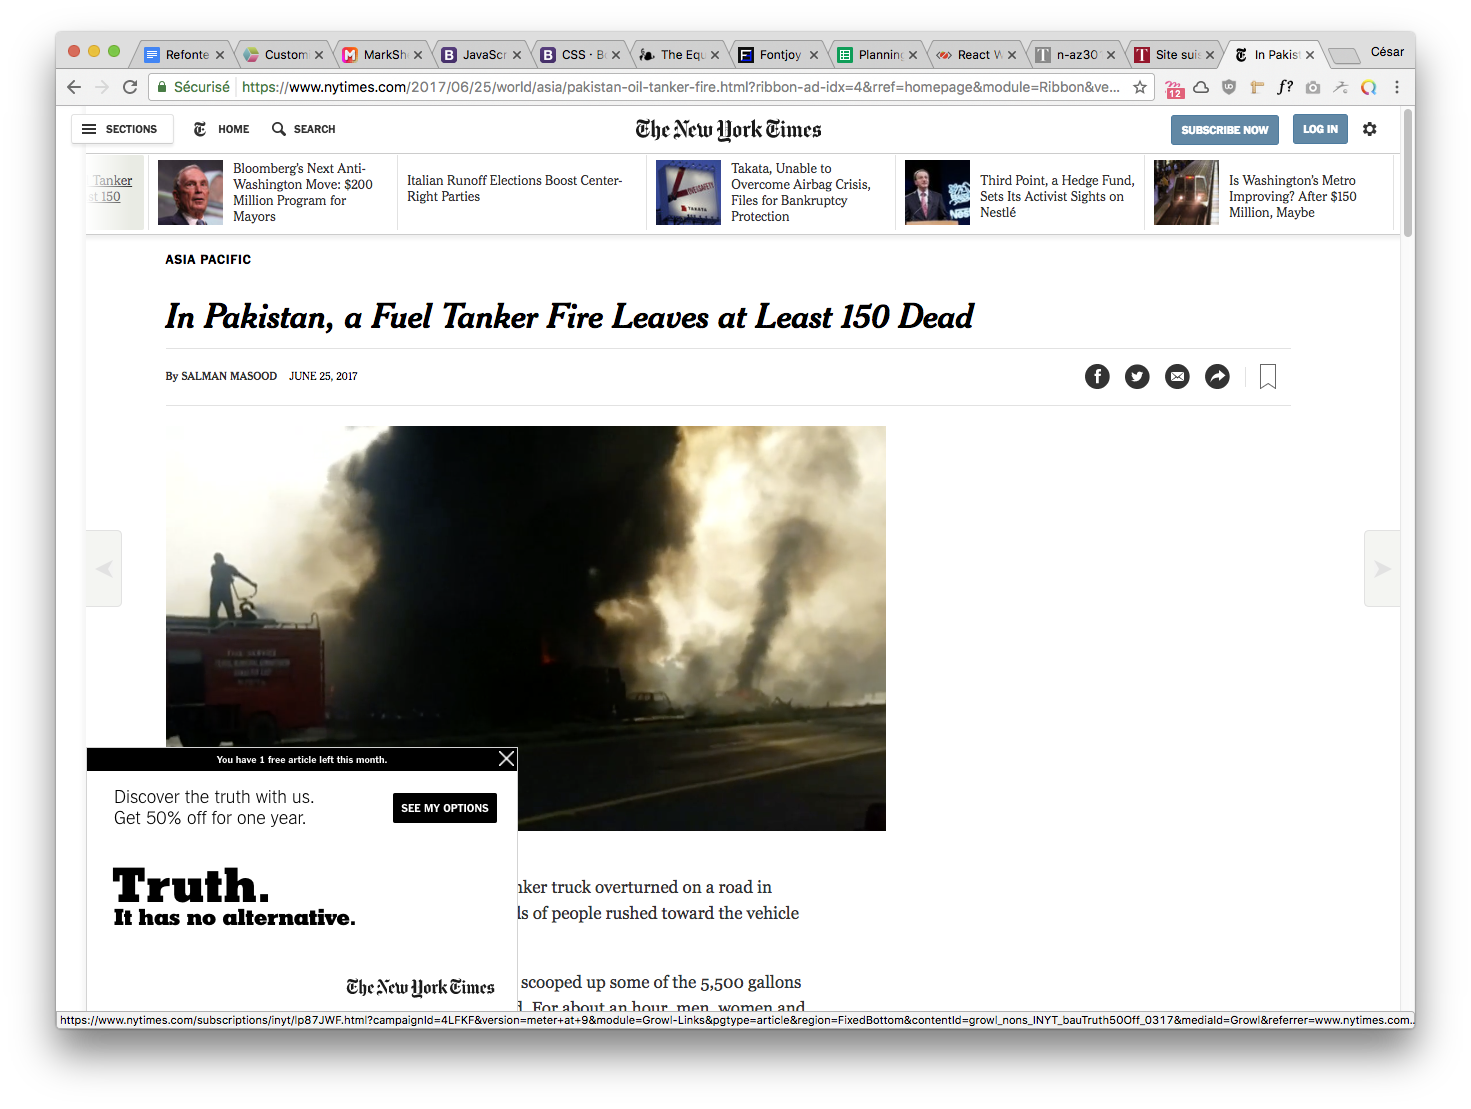 Refonte
Customi
MarkShe
JavaScr
CSS · Bo
The Equ
Fontjoy
Planning
React W
n-az30
Site suis
In Pakist
César
Sécurisé
https://www.nytimes.com/2017/06/25/world/asia/pakistan-oil-tanker-fire.html?ribbon-ad-idx=4&rref=homepage&module=Ribbon&ve...
12
f?
SECTIONS
HOME
SEARCH
The New York Times
SUBSCRIBE NOW
LOG IN
Tanker
st 150
Bloomberg's Next Anti-
Washington Move: $200
Million Program for
Mayors
Italian Runoff Elections Boost Center-
Right Parties
Takata, Unable to
Overcome Airbag Crisis,
Files for Bankruptcy
Protection
Third Point, a Hedge Fund,
Sets Its Activist Sights on
Nestlé
Is Washington's Metro
Improving? After $150
Million, Maybe
ASIA PACIFIC
In Pakistan, a Fuel Tanker Fire Leaves at Least 150 Dead
By SALMAN MASOOD JUNE 25, 2017
You have 1 free article left this month.
Discover the truth with us.
Get 50% off for one year.
SEE MY OPTIONS
Truth.
It has no alternative.
The New York Times
nker truck overturned on a road in
ds of people rushed toward the vehicle
scooped up some of the 5,500 gallons
d. For about an hour, men, women and
https://www.nytimes.com/subscriptions/inyt/lp87JWF.html?campaignId=4LFKF&version=meter+at+9&module=Growl-Links&pgtype=article&region=FixedBottom&contentId=growl_nons_INYT_bauTruth50Off_0317&mediaId=Growl&referrer=www.nytimes.com...